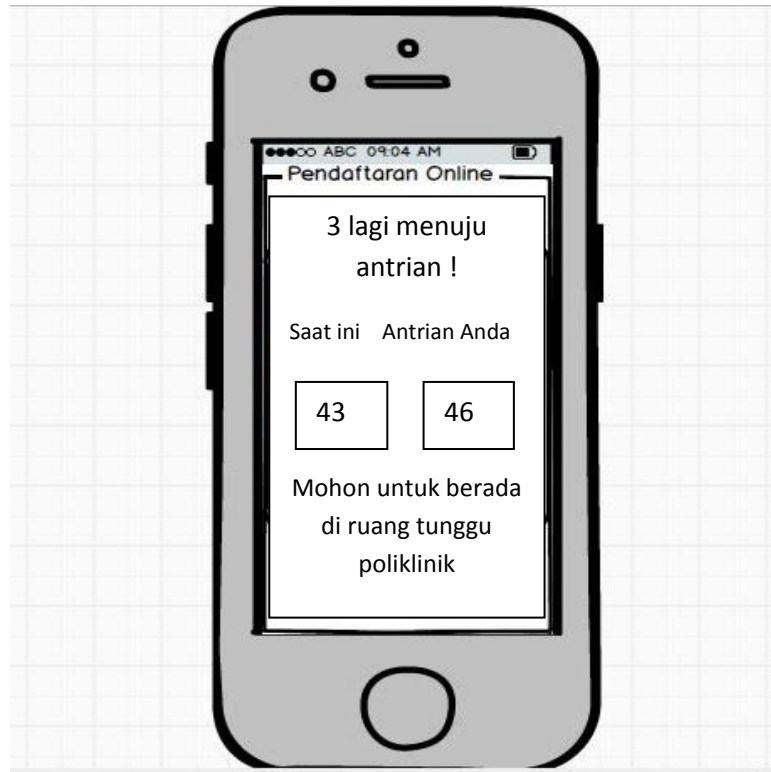 ABC 09:04 AM
Pendaftaran Online
3 lagi menuju
antrian !
Saat ini Antrian Anda
43 46
Mohon untuk berada
di ruang tunggu
poliklinik